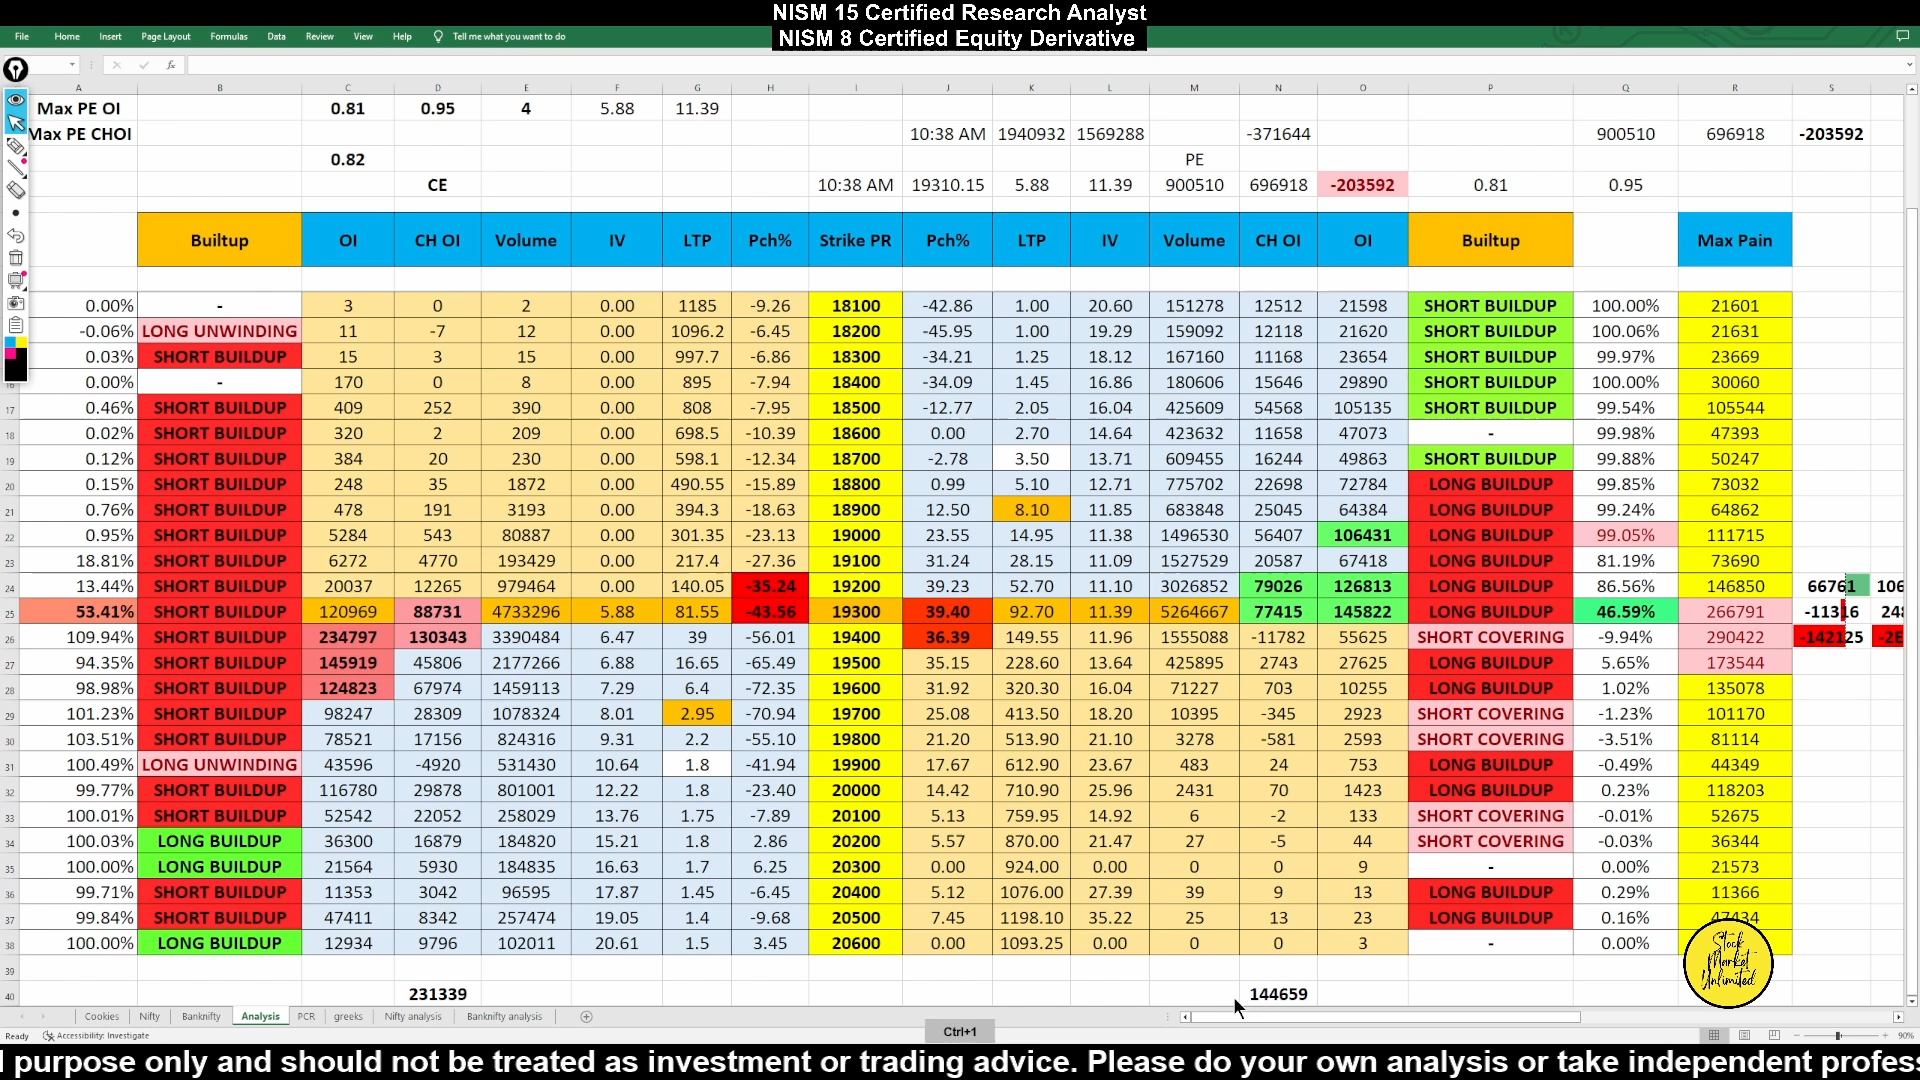 NISM 15 Certified Research Analyst
NISM 8 Certified Equity Derivative
File Home Insert Page Layout Formulas Data Review View Help Tell me what you want to do
fx
A B C D E F G H I J K L M N O P Q R S
Max PE OI 0.81 0.95 4 5.88 11.39
Max PE CHOI 10:38 AM 1940932 1569288 -371644 900510 696918 -203592
0.82 PE
CE 10:38 AM 19310.15 5.88 11.39 900510 696918 -203592 0.81 0.95
Builtup OI CH OI Volume IV LTP Pch% Strike PR Pch% LTP IV Volume CH OI OI Builtup Max Pain
0.00% - 3 0 2 0.00 1185 -9.26 18100 -42.86 1.00 20.60 151278 12512 21598 SHORT BUILDUP 100.00% 21601
-0.06% LONG UNWINDING 11 -7 12 0.00 1096.2 -6.45 18200 -45.95 1.00 19.29 159092 12118 21620 SHORT BUILDUP 100.06% 21631
0.03% SHORT BUILDUP 15 3 15 0.00 997.7 -6.86 18300 -34.21 1.25 18.12 167160 11168 23654 SHORT BUILDUP 99.97% 23669
0.00% - 170 0 8 0.00 895 -7.94 18400 -34.09 1.45 16.86 180606 15646 29890 SHORT BUILDUP 100.00% 30060
17 0.46% SHORT BUILDUP 409 252 390 0.00 808 -7.95 18500 -12.77 2.05 16.04 425609 54568 105135 SHORT BUILDUP 99.54% 105544
18 0.02% SHORT BUILDUP 320 2 209 0.00 698.5 -10.39 18600 0.00 2.70 14.64 423632 11658 47073 - 99.98% 47393
19 0.12% SHORT BUILDUP 384 20 230 0.00 598.1 -12.34 18700 -2.78 3.50 13.71 609455 16244 49863 SHORT BUILDUP 99.88% 50247
20 0.15% SHORT BUILDUP 248 35 1872 0.00 490.55 -15.89 18800 0.99 5.10 12.71 775702 22698 72784 LONG BUILDUP 99.85% 73032
21 0.76% SHORT BUILDUP 478 191 3193 0.00 394.3 -18.63 18900 12.50 8.10 11.85 683848 25045 64384 LONG BUILDUP 99.24% 64862
22 0.95% SHORT BUILDUP 5284 543 80887 0.00 301.35 -23.13 19000 23.55 14.95 11.38 1496530 56407 106431 LONG BUILDUP 99.05% 111715
23 18.81% SHORT BUILDUP 6272 4770 193429 0.00 217.4 -27.36 19100 31.24 28.15 11.09 1527529 20587 67418 LONG BUILDUP 81.19% 73690
24 13.44% SHORT BUILDUP 20037 12265 979464 0.00 140.05 -35.24 19200 39.23 52.70 11.10 3026852 79026 126813 LONG BUILDUP 86.56% 146850 66761 106
25 53.41% SHORT BUILDUP 120969 88731 4733296 5.88 81.55 -43.56 19300 39.40 92.70 11.39 5264667 77415 145822 LONG BUILDUP 46.59% 266791 -11316 248
26 109.94% SHORT BUILDUP 234797 130343 3390484 6.47 39 -56.01 19400 36.39 149.55 11.96 1555088 -11782 55625 SHORT COVERING -9.94% 290422 -142125
27 94.35% SHORT BUILDUP 145919 45806 2177266 6.88 16.65 -65.49 19500 35.15 228.60 13.64 425895 2743 27625 LONG BUILDUP 5.65% 173544
28 98.98% SHORT BUILDUP 124823 67974 1459113 7.29 6.4 -72.35 19600 31.92 320.30 16.04 71227 703 10255 LONG BUILDUP 1.02% 135078
29 101.23% SHORT BUILDUP 98247 28309 1078324 8.01 2.95 -70.94 19700 25.08 413.50 18.20 10395 -345 2923 SHORT COVERING -1.23% 101170
30 103.51% SHORT BUILDUP 78521 17156 824316 9.31 2.2 -55.10 19800 21.20 513.90 21.10 3278 -581 2593 SHORT COVERING -3.51% 81114
31 100.49% LONG UNWINDING 43596 -4920 531430 10.64 1.8 -41.94 19900 17.67 612.90 23.67 483 24 753 LONG BUILDUP -0.49% 44349
32 99.77% SHORT BUILDUP 116780 29878 801001 12.22 1.8 -23.40 20000 14.42 710.90 25.96 2431 70 1423 LONG BUILDUP 0.23% 118203
33 100.01% SHORT BUILDUP 52542 22052 258029 13.76 1.75 -7.89 20100 5.13 759.95 14.92 6 -2 133 SHORT COVERING -0.01% 52675
34 100.03% LONG BUILDUP 36300 16879 184820 15.21 1.8 2.86 20200 5.57 870.00 21.47 27 -5 44 SHORT COVERING -0.03% 36344
35 100.00% LONG BUILDUP 21564 5930 184835 16.63 1.7 6.25 20300 0.00 924.00 0.00 0 0 9 - 0.00% 21573
36 99.71% SHORT BUILDUP 11353 3042 96595 17.87 1.45 -6.45 20400 5.12 1076.00 27.39 39 9 13 LONG BUILDUP 0.29% 11366
37 99.84% SHORT BUILDUP 47411 8342 257474 19.05 1.4 -9.68 20500 7.45 1198.10 35.22 25 13 23 LONG BUILDUP 0.16% 47434
38 100.00% LONG BUILDUP 12934 9796 102011 20.61 1.5 3.45 20600 0.00 1093.25 0.00 0 0 3 - 0.00%
39
40 231339 144659
Stock Market Unlimited
Cookies Nifty Banknifty Analysis PCR greeks Nifty analysis Banknifty analysis
Ready Accessibility: Investigate Ctrl+1 90%
purpose only and should not be treated as investment or trading advice. Please do your own analysis or take independent profess